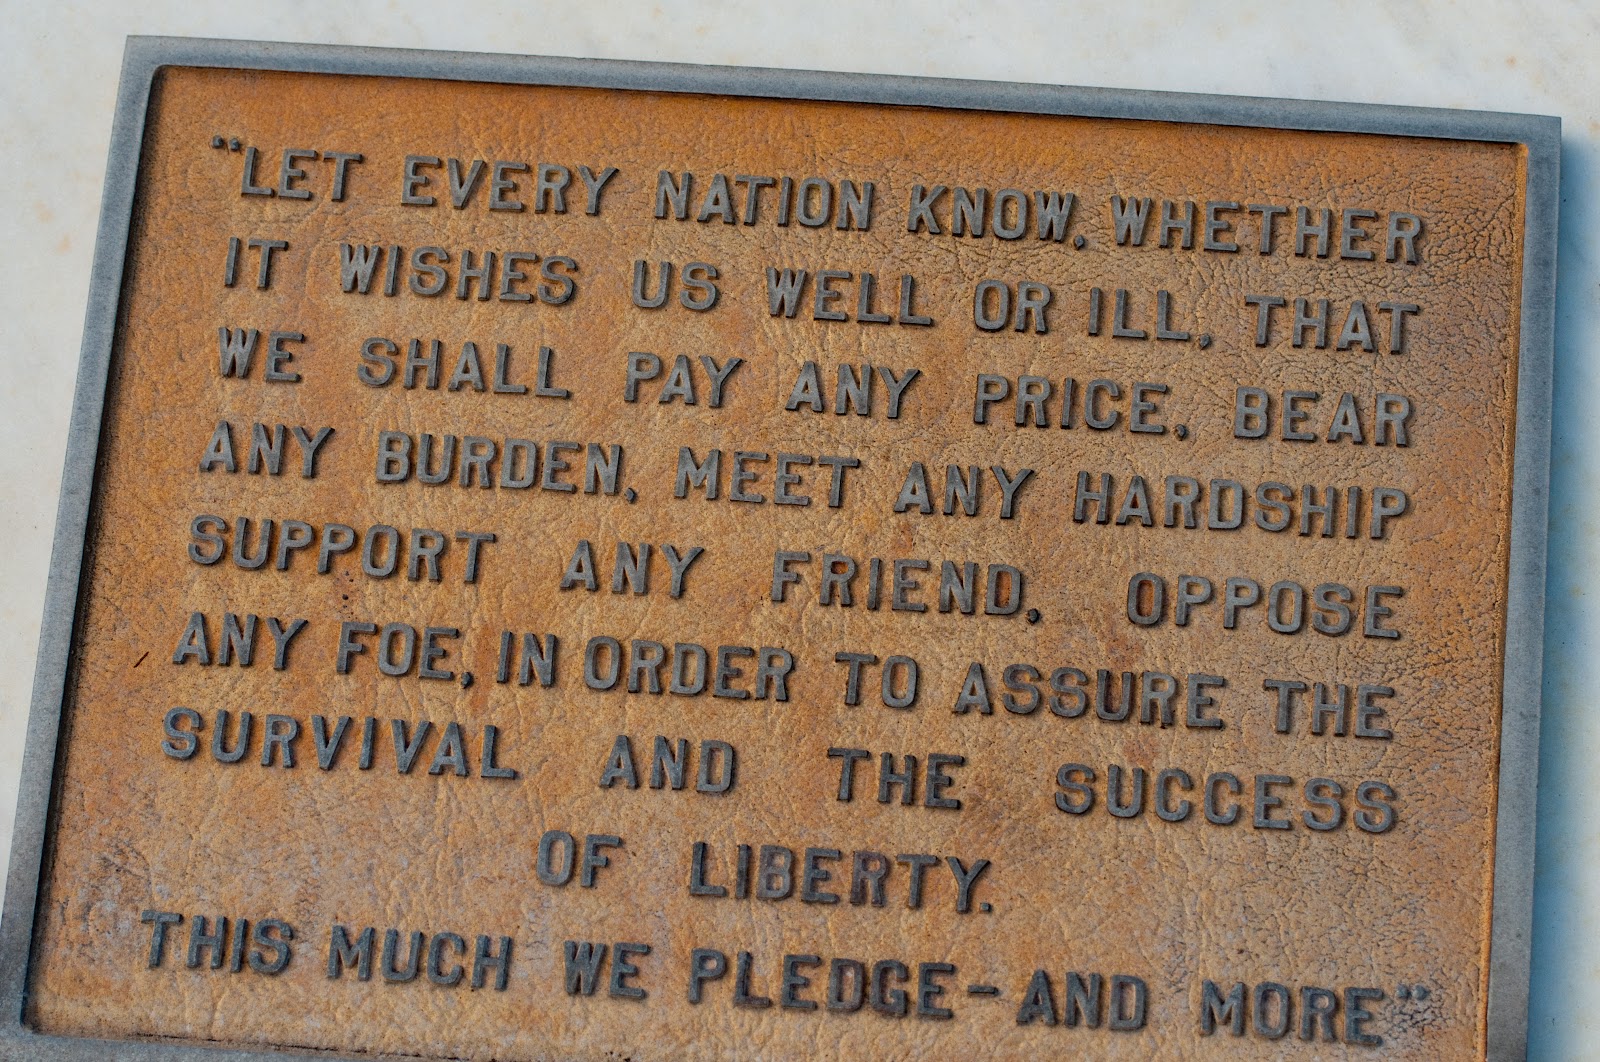 "LET EVERY NATION KNOW, WHETHER
IT WISHES US WELL OR ILL, THAT
WE SHALL PAY ANY PRICE, BEAR
ANY BURDEN, MEET ANY HARDSHIP
SUPPORT ANY FRIEND, OPPOSE
ANY FOE, IN ORDER TO ASSURE THE
SURVIVAL AND THE SUCCESS
OF LIBERTY.
THIS MUCH WE PLEDGE-AND MORE"